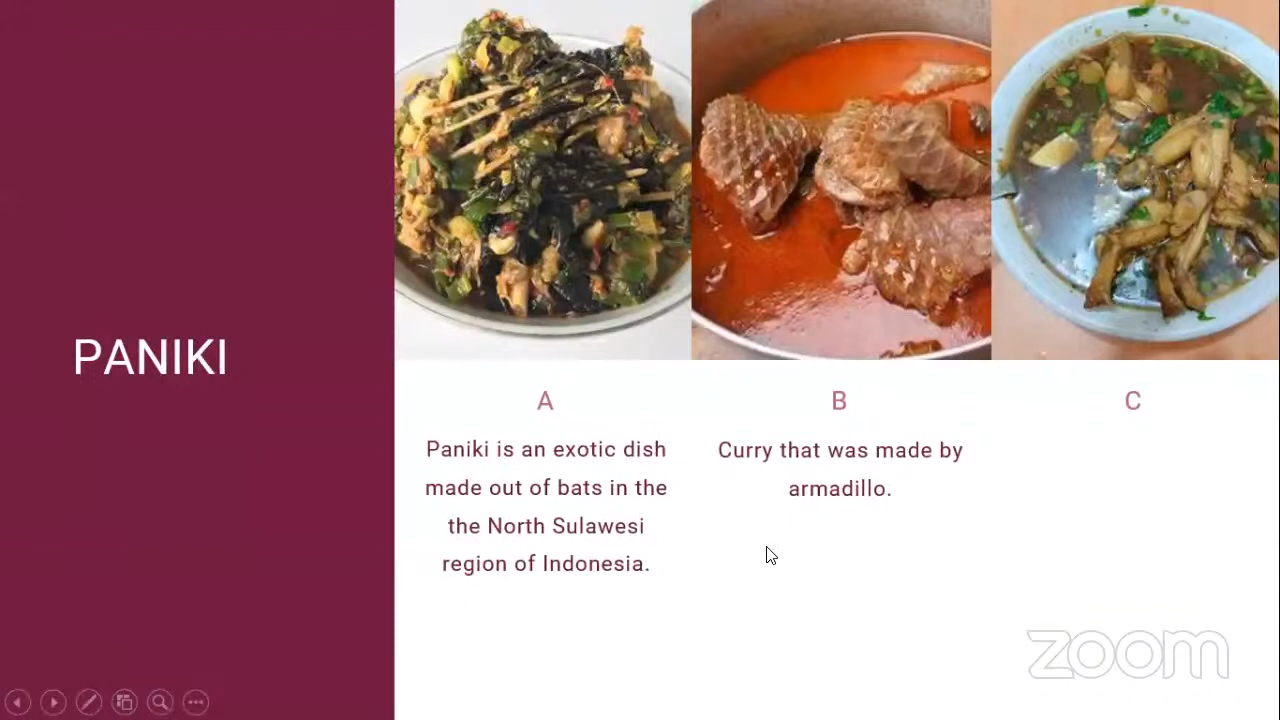 PANIKI
A
Paniki is an exotic dish
made out of bats in the
the North Sulawesi
region of Indonesia.
B
Curry that was made by
armadillo.
C
zoom